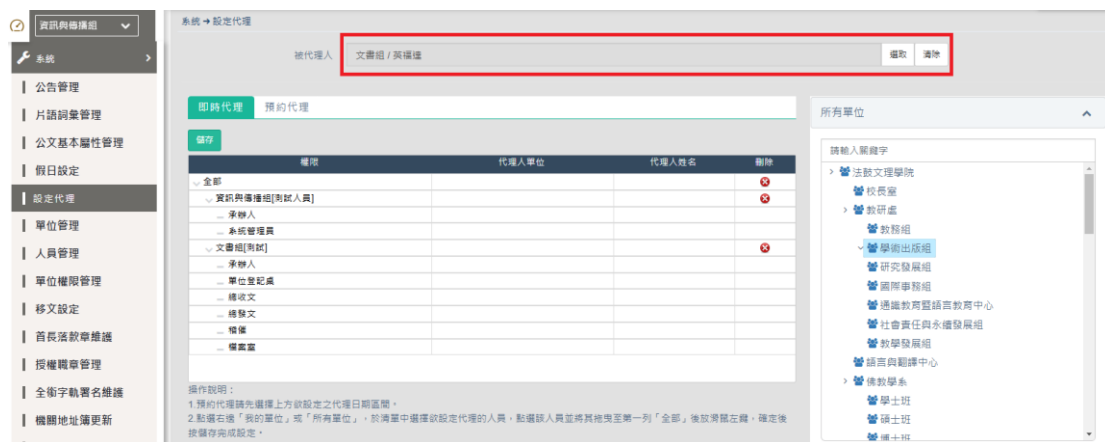 資訊與傳播組
系統 ➔ 設定代理
系統
公告管理
片語詞彙管理
公文基本屬性管理
假日設定
設定代理
單位管理
人員管理
單位權限管理
移文設定
首長落款章維護
授權職章管理
全銜字軌署名維護
機關地址簿更新
被代理人 文書組 / 英福達 選取 清除
即時代理 預約代理
儲存
權限 代理人單位 代理人姓名 刪除
全部
資訊與傳播組[測試人員]
承辦人
系統管理員
文書組[測試]
承辦人
單位登記桌
總收文
總發文
稽催
檔案室
操作說明：
1.預約代理請先選擇上方欲設定之代理日期區間。
2.點選右邊「我的單位」或「所有單位」，於清單中選擇欲設定代理的人員，點選該人員並將其拖曳至第一列「全部」後放滑鼠左鍵，確定後
按儲存完成設定。
所有單位
請輸入關鍵字
法鼓文理學院
校長室
教研處
教務組
學術出版組
研究發展組
國際事務組
通識教育暨語言教育中心
社會責任與永續發展組
教學發展組
語言與翻譯中心
佛教學系
學士班
碩士班
博士班